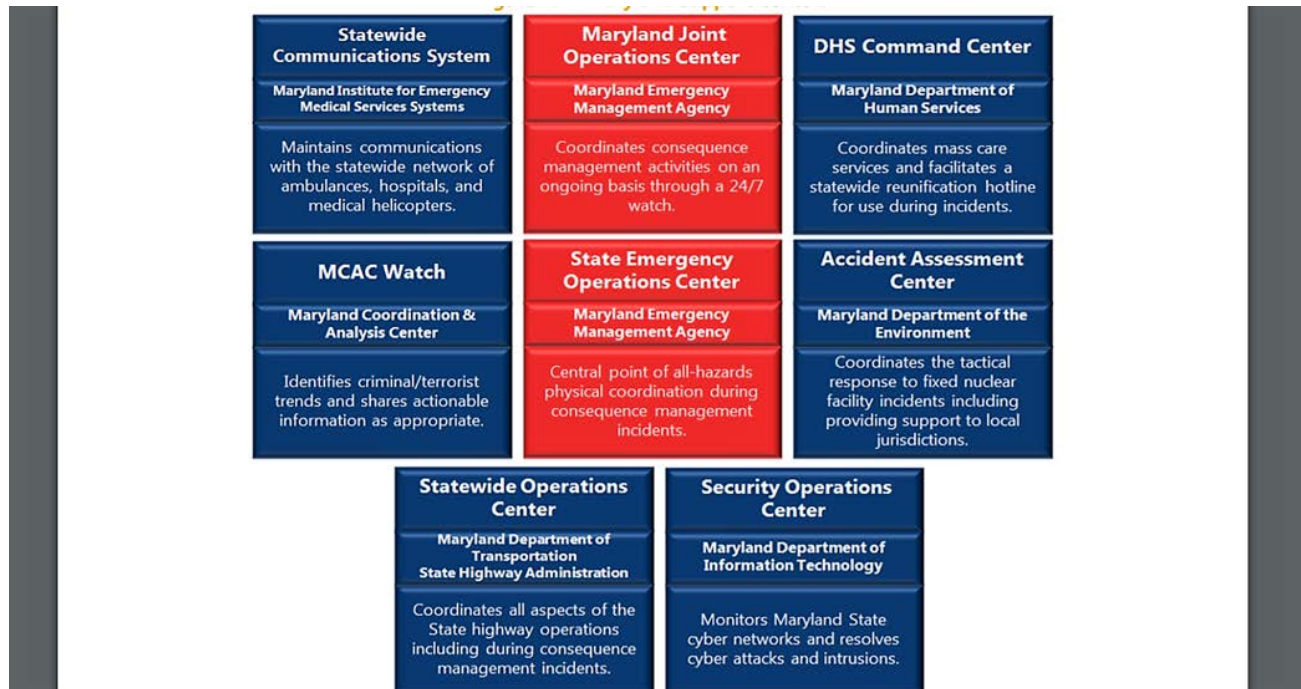 Statewide
Communications System
Maryland Institute for Emergency
Medical Services Systems
Maintains communications
with the statewide network of
ambulances, hospitals, and
medical helicopters.
Maryland Joint
Operations Center
Maryland Emergency
Management Agency
Coordinates consequence
management activities on an
ongoing basis through a 24/7
watch.
DHS Command Center
Maryland Department of
Human Services
Coordinates mass care
services and facilitates a
statewide reunification hotline
for use during incidents.
MCAC Watch
Maryland Coordination &
Analysis Center
Identifies criminal/terrorist
trends and shares actionable
information as appropriate.
State Emergency
Operations Center
Maryland Emergency
Management Agency
Central point of all-hazards
physical coordination during
consequence management
incidents.
Accident Assessment
Center
Maryland Department of the
Environment
Coordinates the tactical
response to fixed nuclear
facility incidents including
providing support to local
jurisdictions.
Statewide Operations
Center
Maryland Department of
Transportation
State Highway Administration
Coordinates all aspects of the
State highway operations
including during consequence
management incidents.
Security Operations
Center
Maryland Department of
Information Technology
Monitors Maryland State
cyber networks and resolves
cyber attacks and intrusions.